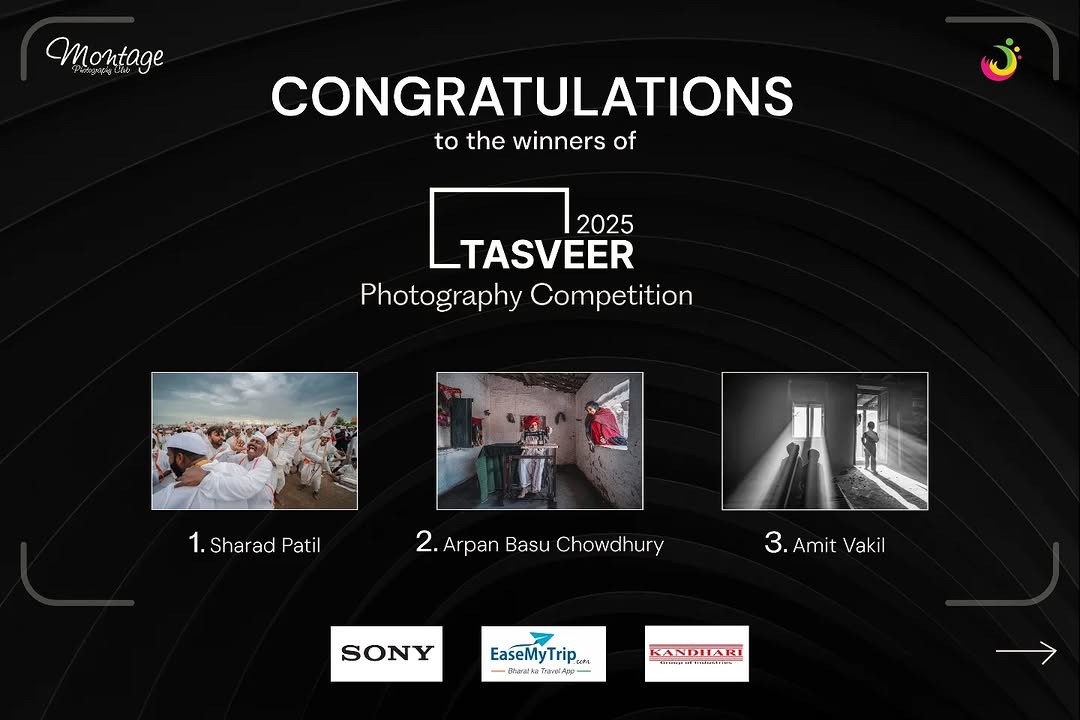 Montage
Photography Club
CONGRATULATIONS
to the winners of
2025
TASVEER
Photography Competition
1. Sharad Patil
2. Arpan Basu Chowdhury
3. Amit Vakil
SONY
EaseMyTrip.com
Bharat ka Travel App
KANDHARI
Group of Industries